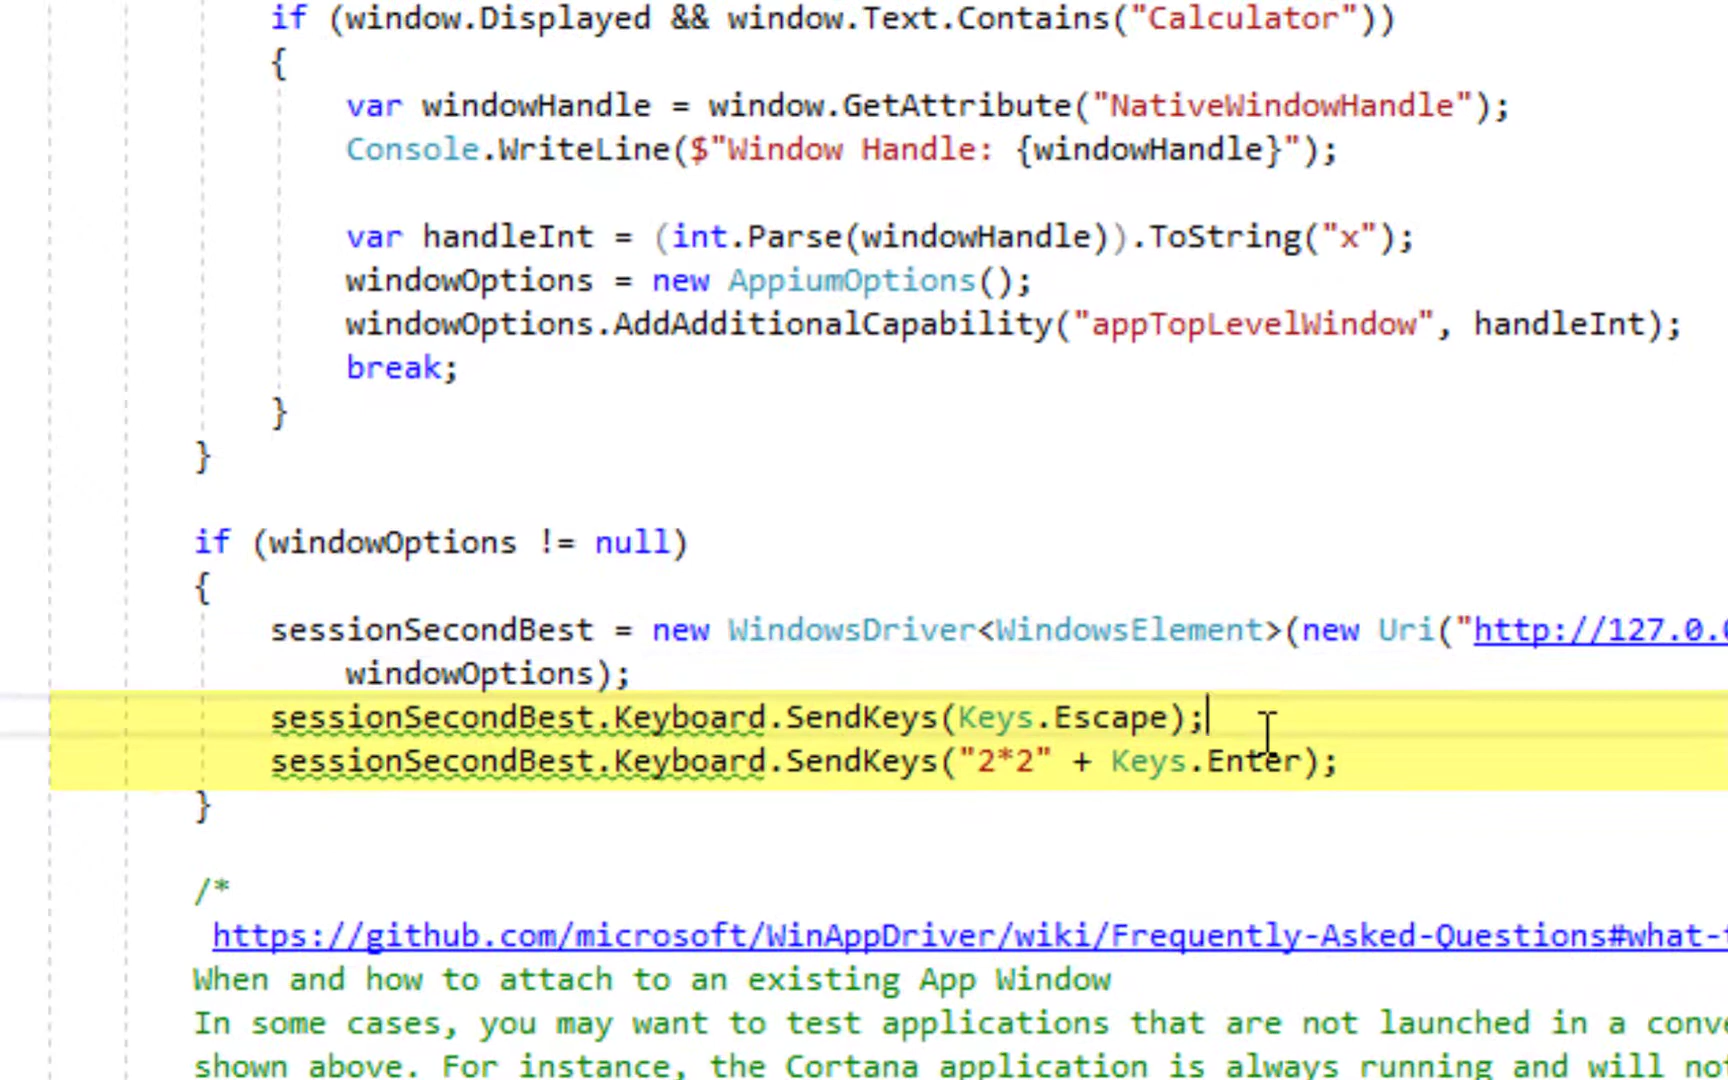 if (window.Displayed && window.Text.Contains("Calculator"))
{
var windowHandle = window.GetAttribute("NativeWindowHandle");
Console.WriteLine($"Window Handle: {windowHandle}");
var handleInt = (int.Parse(windowHandle)).ToString("x");
windowOptions = new AppiumOptions();
windowOptions.AddAdditionalCapability("appTopLevelWindow", handleInt);
break;
}
}
if (windowOptions != null)
{
sessionSecondBest = new WindowsDriver<WindowsElement>(new Uri("http://127.0.
windowOptions);
sessionSecondBest.Keyboard.SendKeys(Keys.Escape);
sessionSecondBest.Keyboard.SendKeys("2*2" + Keys.Enter);
}
/*
https://github.com/microsoft/WinAppDriver/wiki/Frequently-Asked-Questions#what-
When and how to attach to an existing App Window
In some cases, you may want to test applications that are not launched in a conve
shown above. For instance, the Cortana application is always running and will no